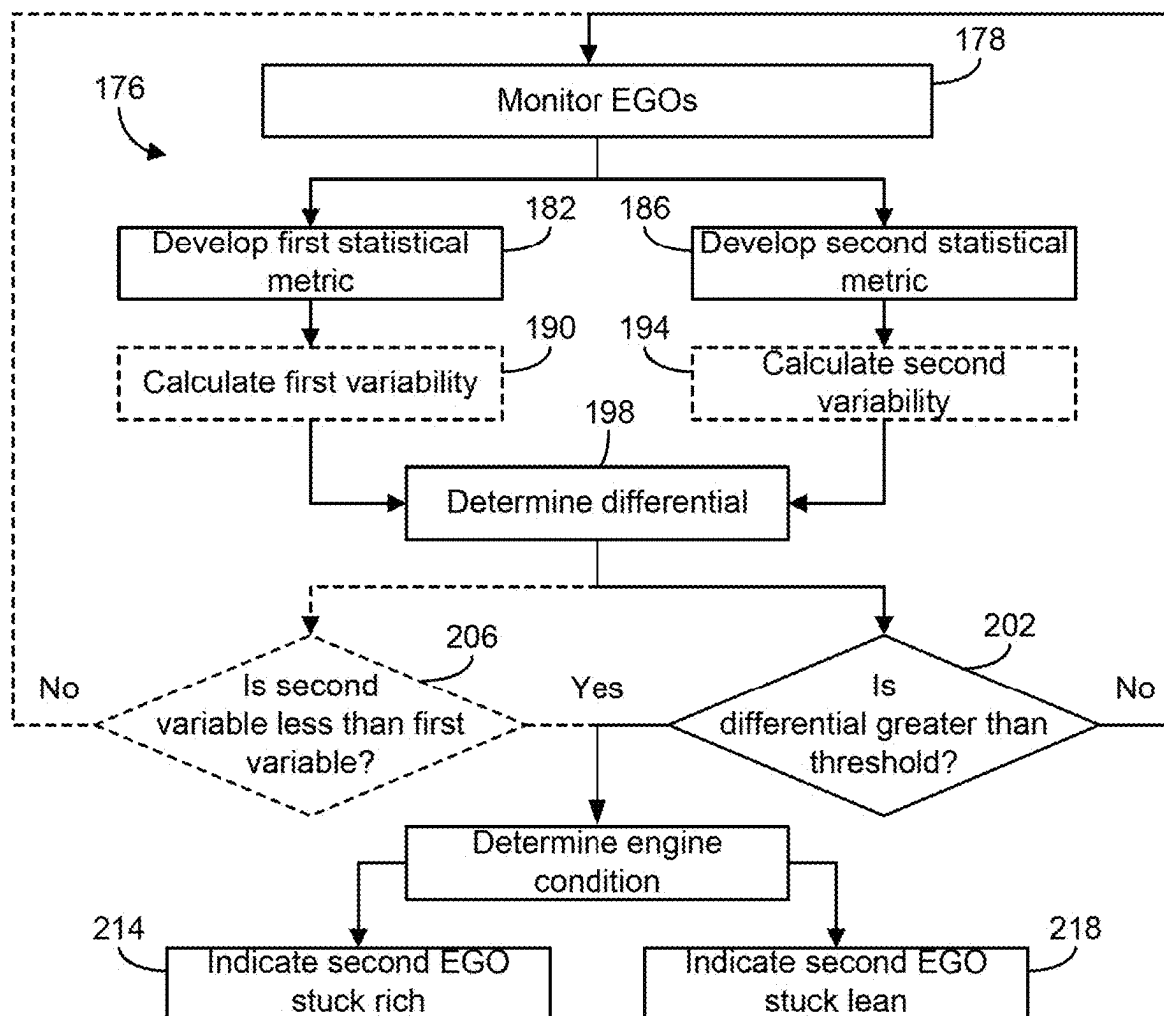 178
Monitor EGOs
176
182
186
Develop first statistical
metric
Develop second statistical
metric
190
194
Calculate first variability
Calculate second
variability
198
Determine differential
206
202
No
Is second
variable less than first
variable?
Yes
Is
differential greater than
threshold?
No
Determine engine
condition
214
218
Indicate second EGO
stuck rich
Indicate second EGO
stuck lean